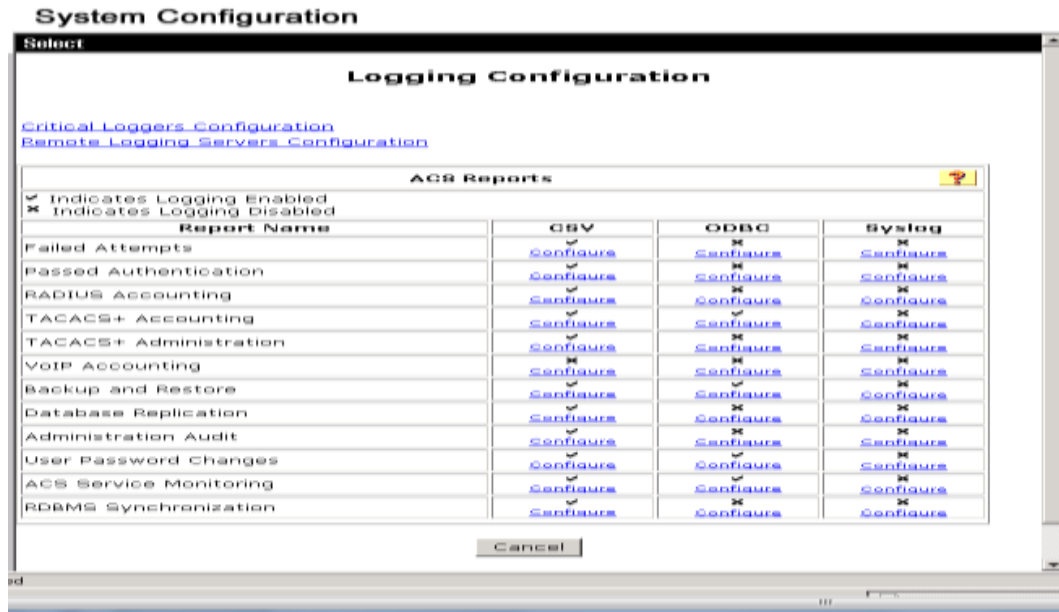 System Configuration
Select
Logging Configuration
Critical Loggers Configuration
Remote Logging Servers Configuration
ACS Reports ?
✔ Indicates Logging Enabled
✖ Indicates Logging Disabled
Report Name CSV ODBC Syslog
Failed Attempts ✔ Configure ✖ Configure ✖ Configure
Passed Authentication ✔ Configure ✖ Configure ✖ Configure
RADIUS Accounting ✔ Configure ✖ Configure ✖ Configure
TACACS+ Accounting ✔ Configure ✔ Configure ✖ Configure
TACACS+ Administration ✔ Configure ✖ Configure ✖ Configure
VoIP Accounting ✖ Configure ✖ Configure ✖ Configure
Backup and Restore ✔ Configure ✔ Configure ✖ Configure
Database Replication ✔ Configure ✖ Configure ✖ Configure
Administration Audit ✔ Configure ✖ Configure ✖ Configure
User Password Changes ✔ Configure ✔ Configure ✖ Configure
ACS Service Monitoring ✔ Configure ✔ Configure ✖ Configure
RDBMS Synchronization ✔ Configure ✖ Configure ✖ Configure
Cancel
ed